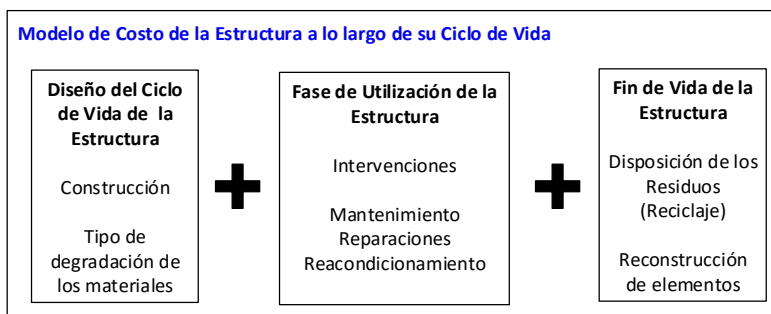 Modelo de Costo de la Estructura a lo largo de su Ciclo de Vida
Diseño del Ciclo
de Vida de la
Estructura
Construcción
Tipo de
degradación de
los materiales
Fase de Utilización de la
Estructura
Intervenciones
Mantenimiento
Reparaciones
Reacondicionamiento
Fin de Vida de la
Estructura
Disposición de los
Residuos
(Reciclaje)
Reconstrucción
de elementos